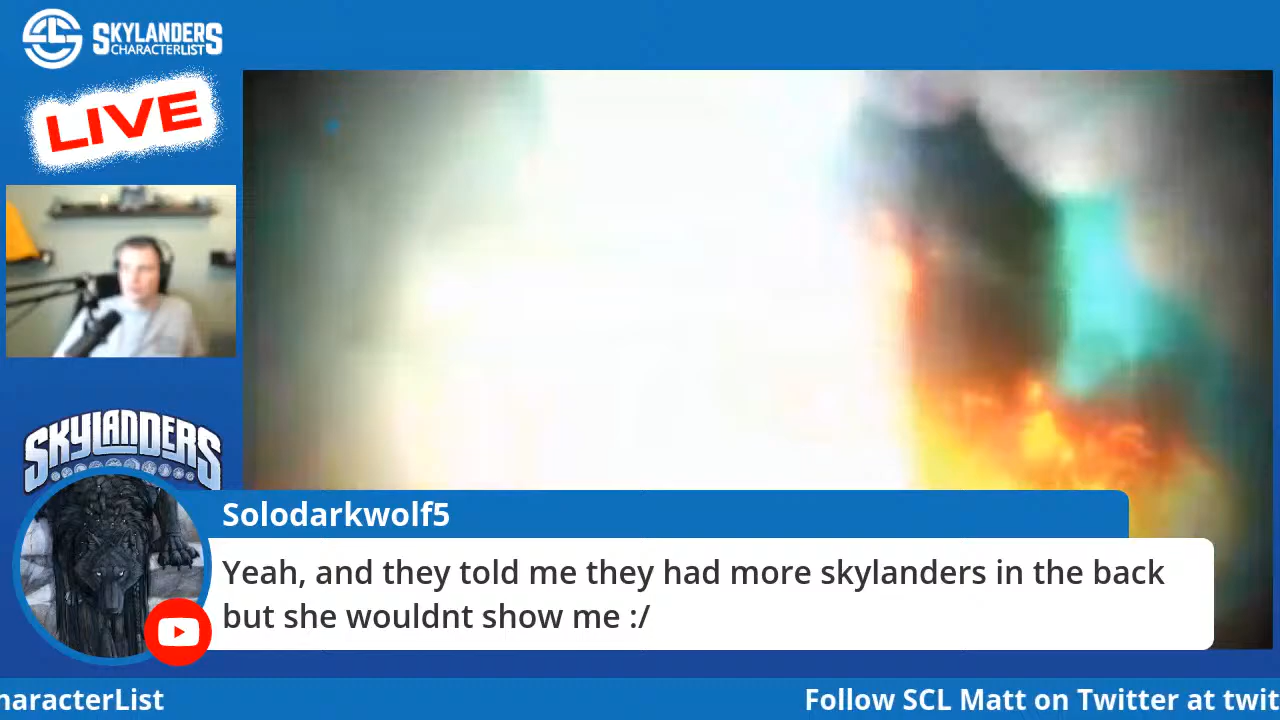 SKYLANDERS
CHARACTERLIST
LIVE
SKYLANDERS
Solodarkwolf5
Yeah, and they told me they had more skylanders in the back
but she wouldnt show me :/
haracterList Follow SCL Matt on Twitter at twit